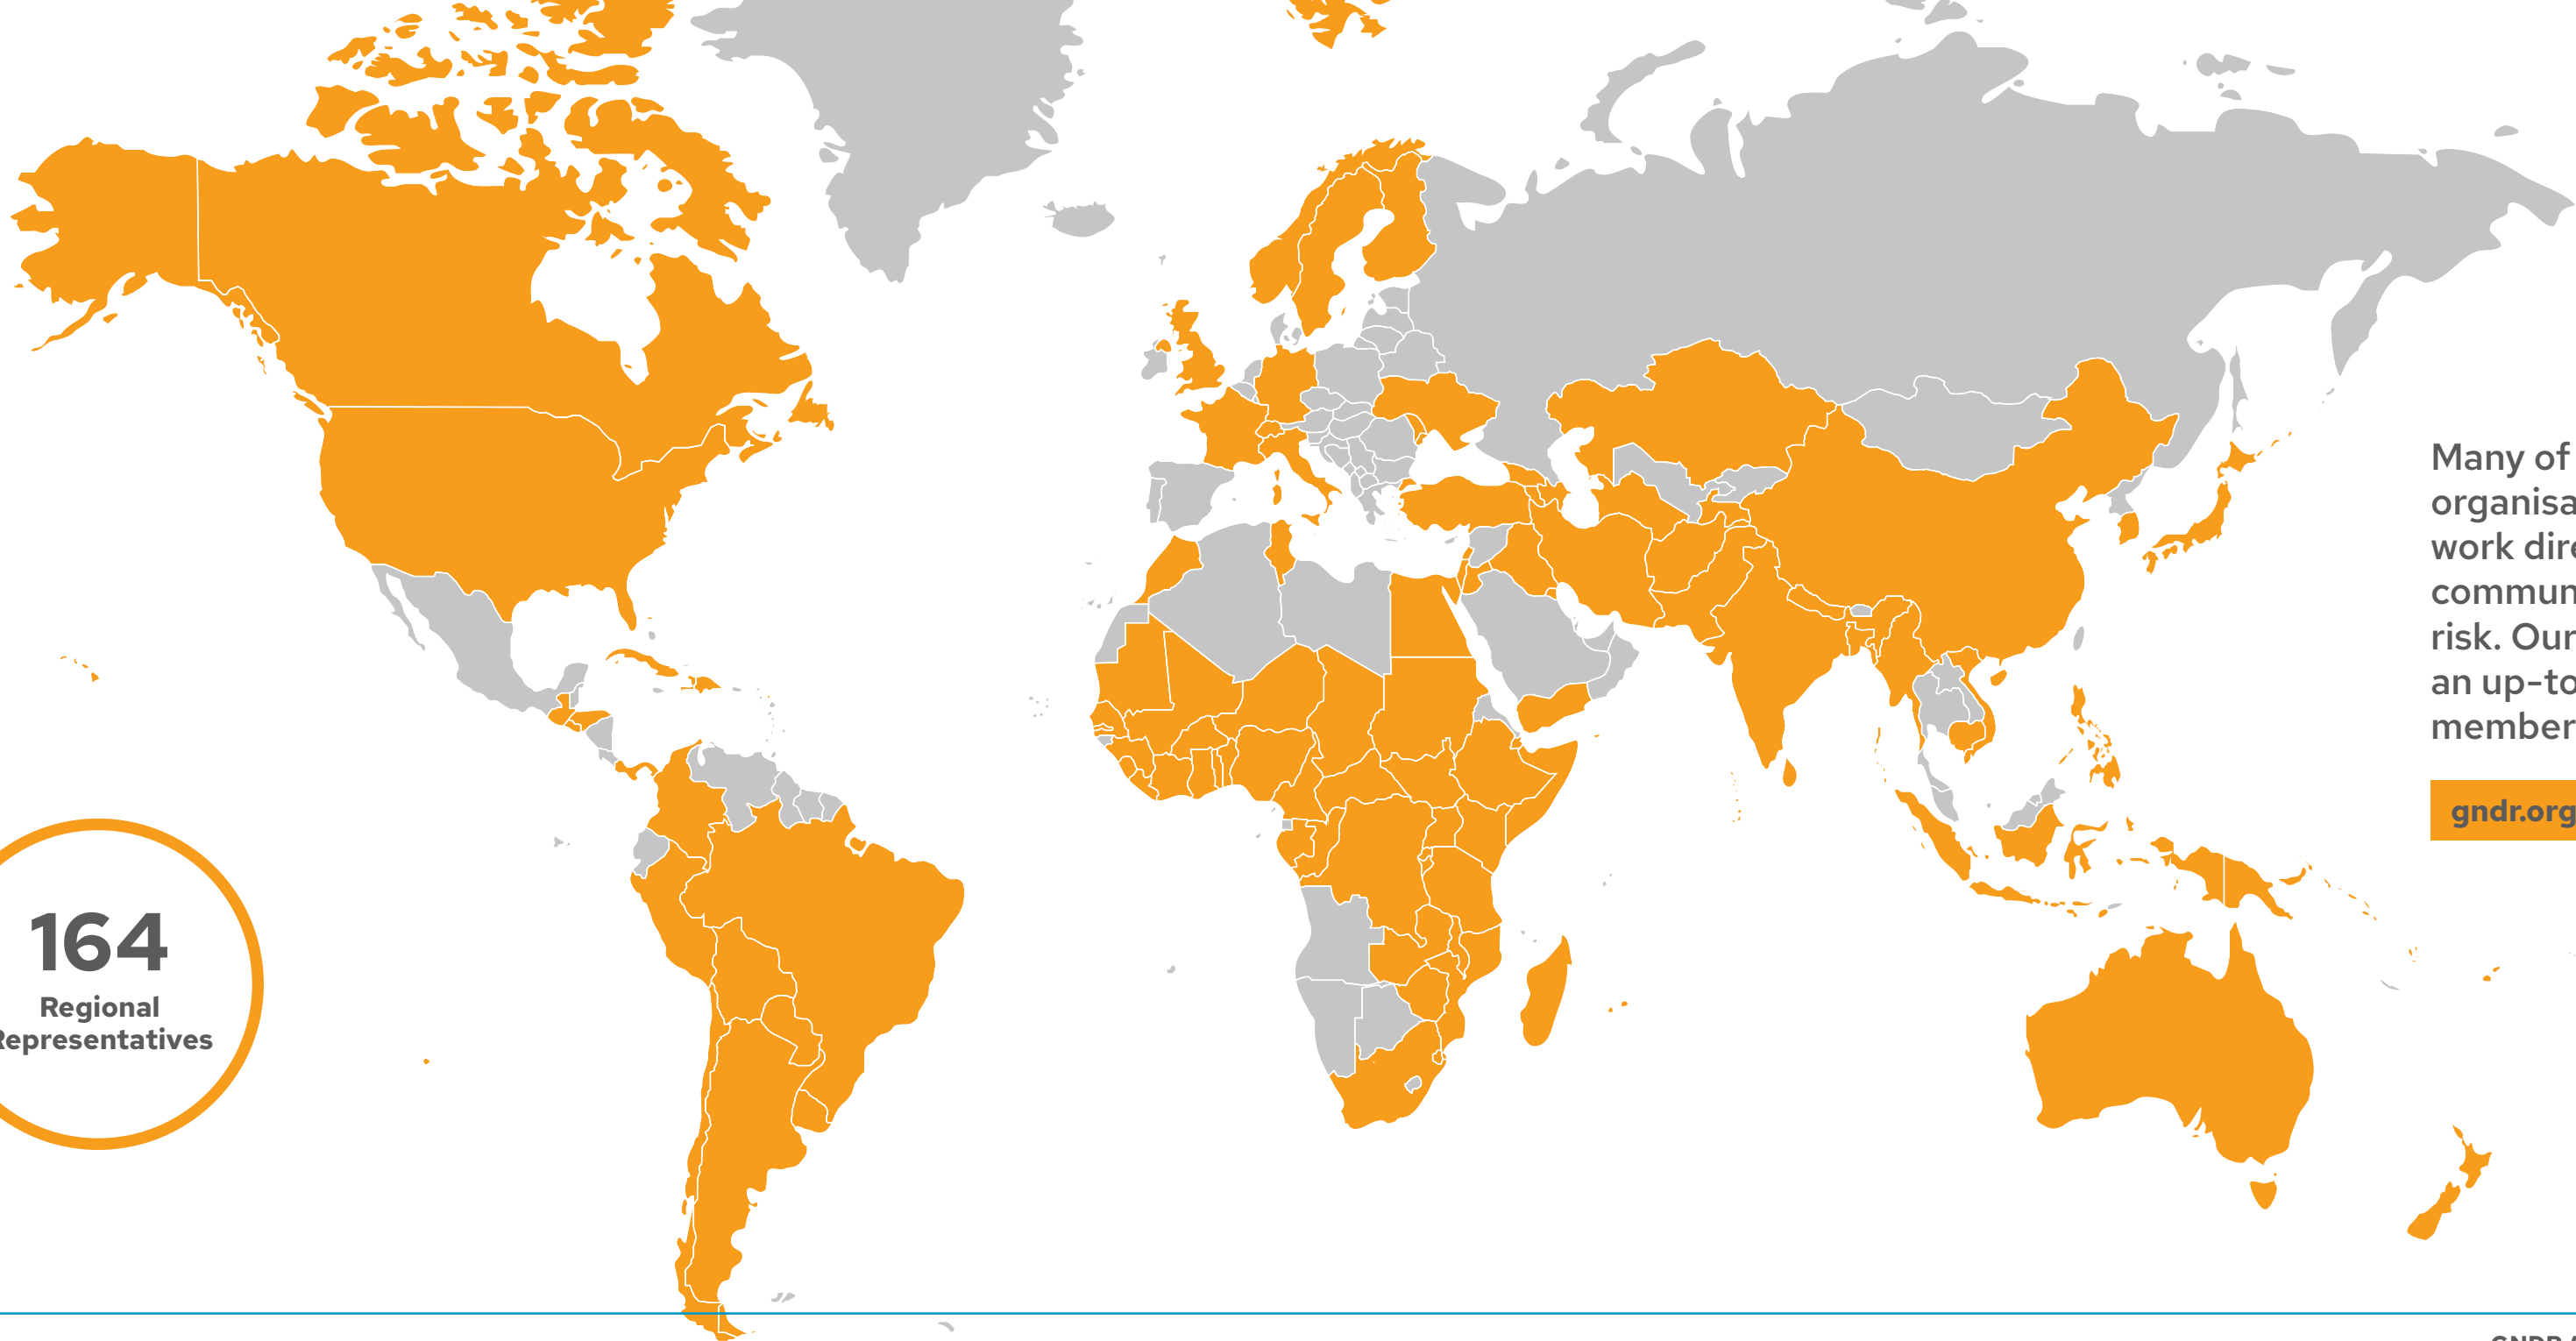 164
Regional
Representatives
Many of
organisa
work dire
commun
risk. Our
an up-to
member
gndr.org